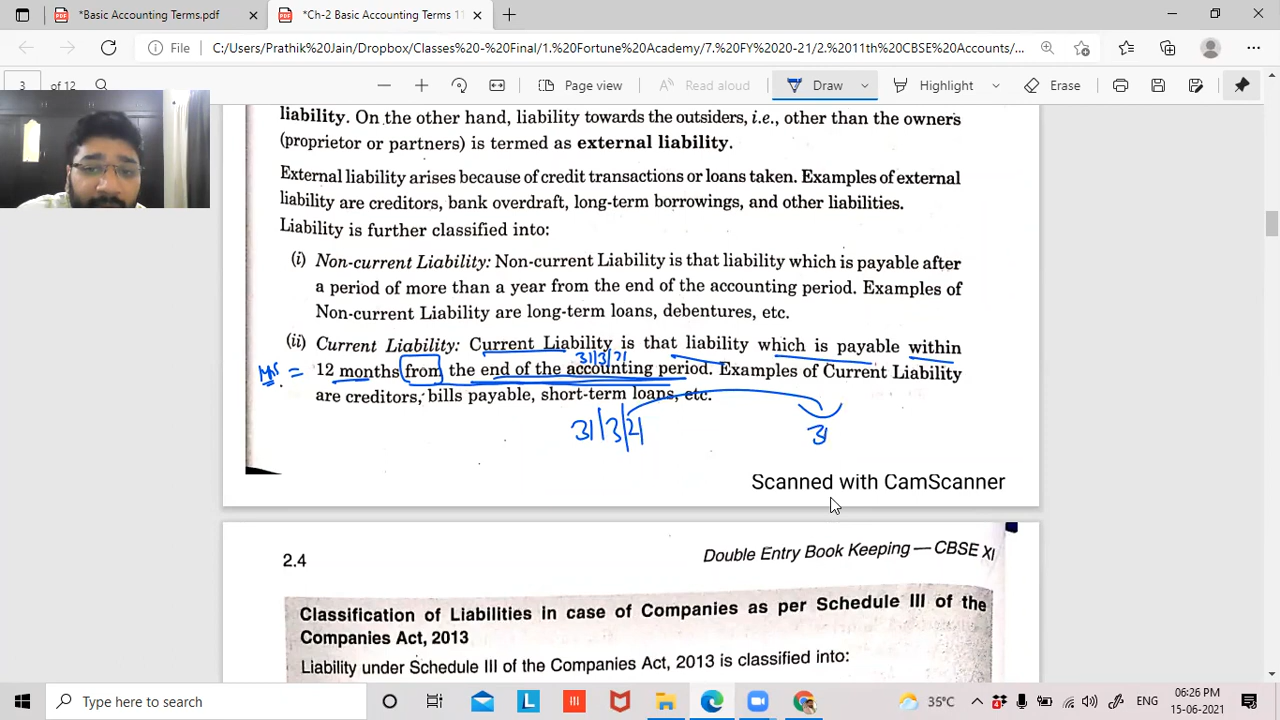 *Basic Accounting Terms.pdf
*Ch-2 Basic Accounting Terms 11
File
C:/Users/Prathik%20Jain/Dropbox/Classes%20-%20Final/1.%20Fortune%20Academy/7.%20FY%2020-21/2.%2011th%20CBSE%20Accounts/...
3 of 12
Page view
Read aloud
Draw
Highlight
Erase
liability. On the other hand, liability towards the outsiders, i.e., other than the owners
(proprietor or partners) is termed as external liability.
External liability arises because of credit transactions or loans taken. Examples of external
liability are creditors, bank overdraft, long-term borrowings, and other liabilities.
Liability is further classified into:
(i) Non-current Liability: Non-current Liability is that liability which is payable after
a period of more than a year from the end of the accounting period. Examples of
Non-current Liability are long-term loans, debentures, etc.
(ii) Current Liability: Current Liability is that liability which is payable within
31/3/21
= 12 months from the end of the accounting period. Examples of Current Liability
are creditors, bills payable, short-term loans, etc.
31/3/21 31
Scanned with CamScanner
2.4 Double Entry Book Keeping—CBSE XI
Classification of Liabilities in case of Companies as per Schedule III of the
Companies Act, 2013
Liability under Schedule III of the Companies Act, 2013 is classified into:
Type here to search
L
35°C
ENG
06:26 PM
15-06-2021